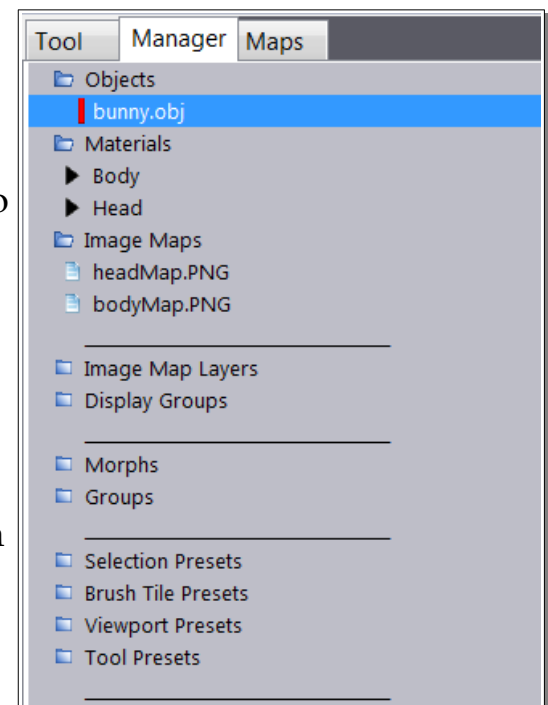 Tool Manager Maps
Objects
bunny.obj
Materials
Body
Head
Image Maps
headMap.PNG
bodyMap.PNG
Image Map Layers
Display Groups
Morphs
Groups
Selection Presets
Brush Tile Presets
Viewport Presets
Tool Presets